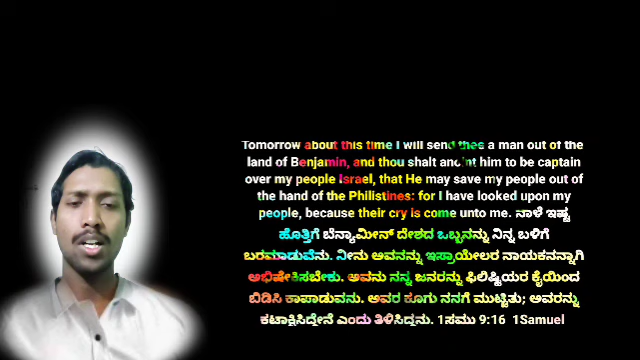 Tomorrow about this time I will send thee a man out of the
land of Benjamin, and thou shalt anoint him to be captain
over my people Israel, that He may save my people out of
the hand of the Philistines: for I have looked upon my
people, because their cry is come unto me. ನಾಳೆ ಇಷ್ಟ
ಹೊತ್ತಿಗೆ ಬೆನ್ಯಾಮೀನ್ ದೇಶದ ಒಬ್ಬನನ್ನು ನಿನ್ನ ಬಳಿಗೆ
ಬರಮಾಡುವೆನು. ನೀನು ಅವನನ್ನು ಇಸ್ರಾಯೇಲರ ನಾಯಕನನ್ನಾಗಿ
ಅಭಿಷೇಕಿಸಬೇಕು. ಅವನು ನನ್ನ ಜನರನ್ನು ಫಿಲಿಷ್ಟಿಯರ ಕೈಯಿಂದ
ಬಿಡಿಸಿ ಕಾಪಾಡುವನು. ಅವರ ಕೂಗು ನನಗೆ ಮುಟ್ಟಿತು; ಅವರನ್ನು
ಕಟಾಕ್ಷಿಸಿದ್ದೇನೆ ಎಂದು ತಿಳಿಸಿದ್ದನು. 1ಸಮು 9:16 1Samuel